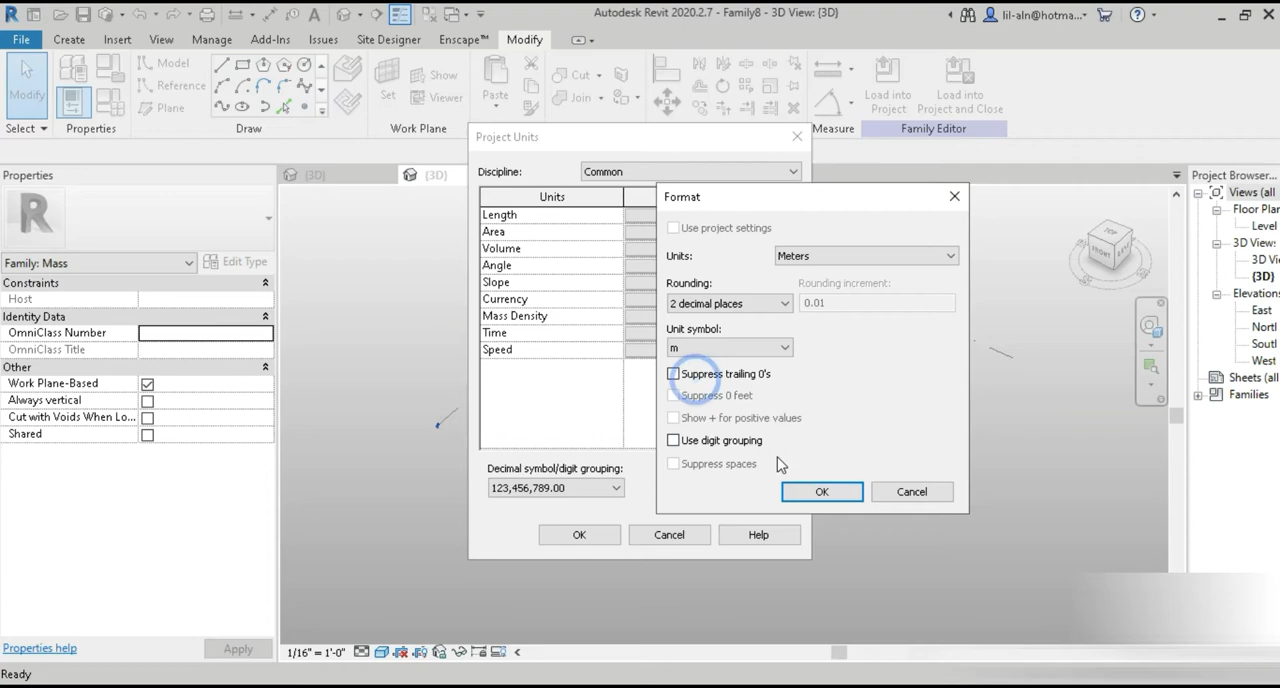 Autodesk Revit 2020.2.7 - Family8 - 3D View: {3D}
lil-aln@hotma...
File Create Insert View Manage Add-Ins Issues Site Designer Enscape™ Modify
Modify
Model
Reference
Plane
Set
Show
Viewer
Paste
Cut
Join
Load into Project
Load into Project and Close
Select Properties Draw Work Plane Measure Family Editor
Properties
R
Family: Mass
Edit Type
Constraints
Host
Identity Data
OmniClass Number
OmniClass Title
Other
Work Plane-Based
Always vertical
Cut with Voids When Lo...
Shared
Properties help
Apply
{3D}
{3D}
Project Units
Discipline: Common
Units
Length
Area
Volume
Angle
Slope
Currency
Mass Density
Time
Speed
Decimal symbol/digit grouping:
123,456,789.00
OK Cancel Help
Format
Use project settings
Units: Meters
Rounding: Rounding increment:
2 decimal places 0.01
Unit symbol:
m
Suppress trailing 0's
Suppress 0 feet
Show + for positive values
Use digit grouping
Suppress spaces
OK Cancel
TOP
FRONT
Project Browser...
Views (all
Floor Plan
Level
3D View:
3D Vi
{3D}
Elevations
East
Nort
Soutl
West
Sheets (all
Families
1/16" = 1'-0"
Ready